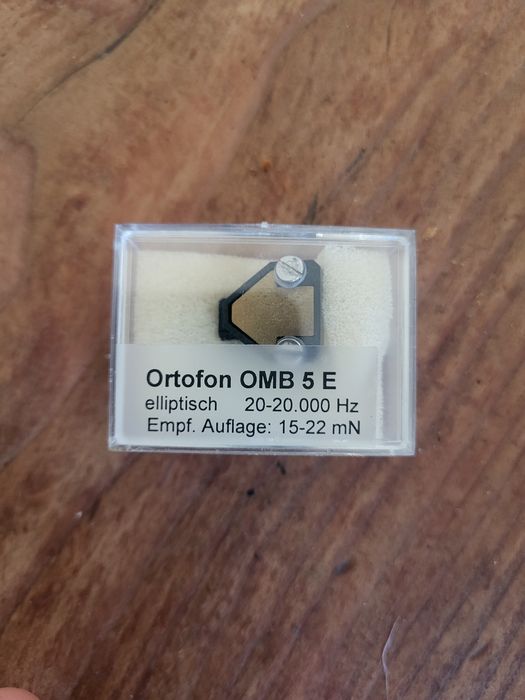 Ortofon OMB 5 E
elliptisch 20-20.000 Hz
Empf. Auflage: 15-22 mN